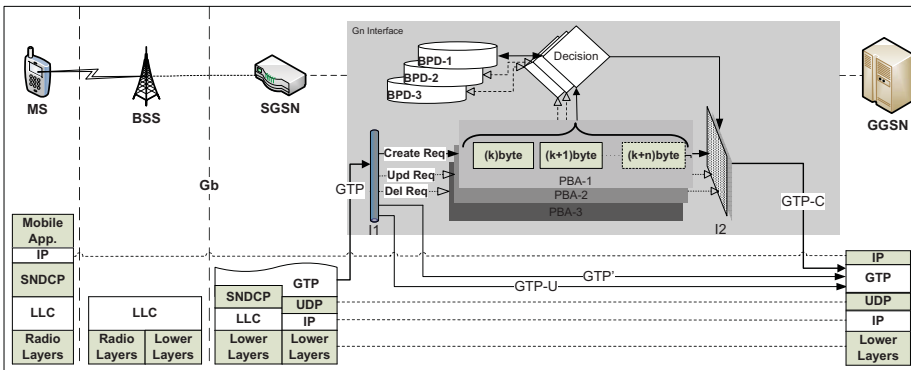 Gn Interface
BPD-1
BPD-2
BPD-3
Decision
MS
BSS
SGSN
GGSN
Gb
GTP
Create Req
Upd Req
Del Req
(k)byte
(k+1)byte
(k+n)byte
PBA-1
PBA-2
PBA-3
I1
I2
GTP-C
GTP'
GTP-U
Mobile
App.
IP
SNDCP
LLC
Radio
Layers
LLC
Radio
Layers
Lower
Layers
GTP
SNDCP
UDP
LLC
IP
Lower
Layers
Lower
Layers
IP
GTP
UDP
IP
Lower
Layers